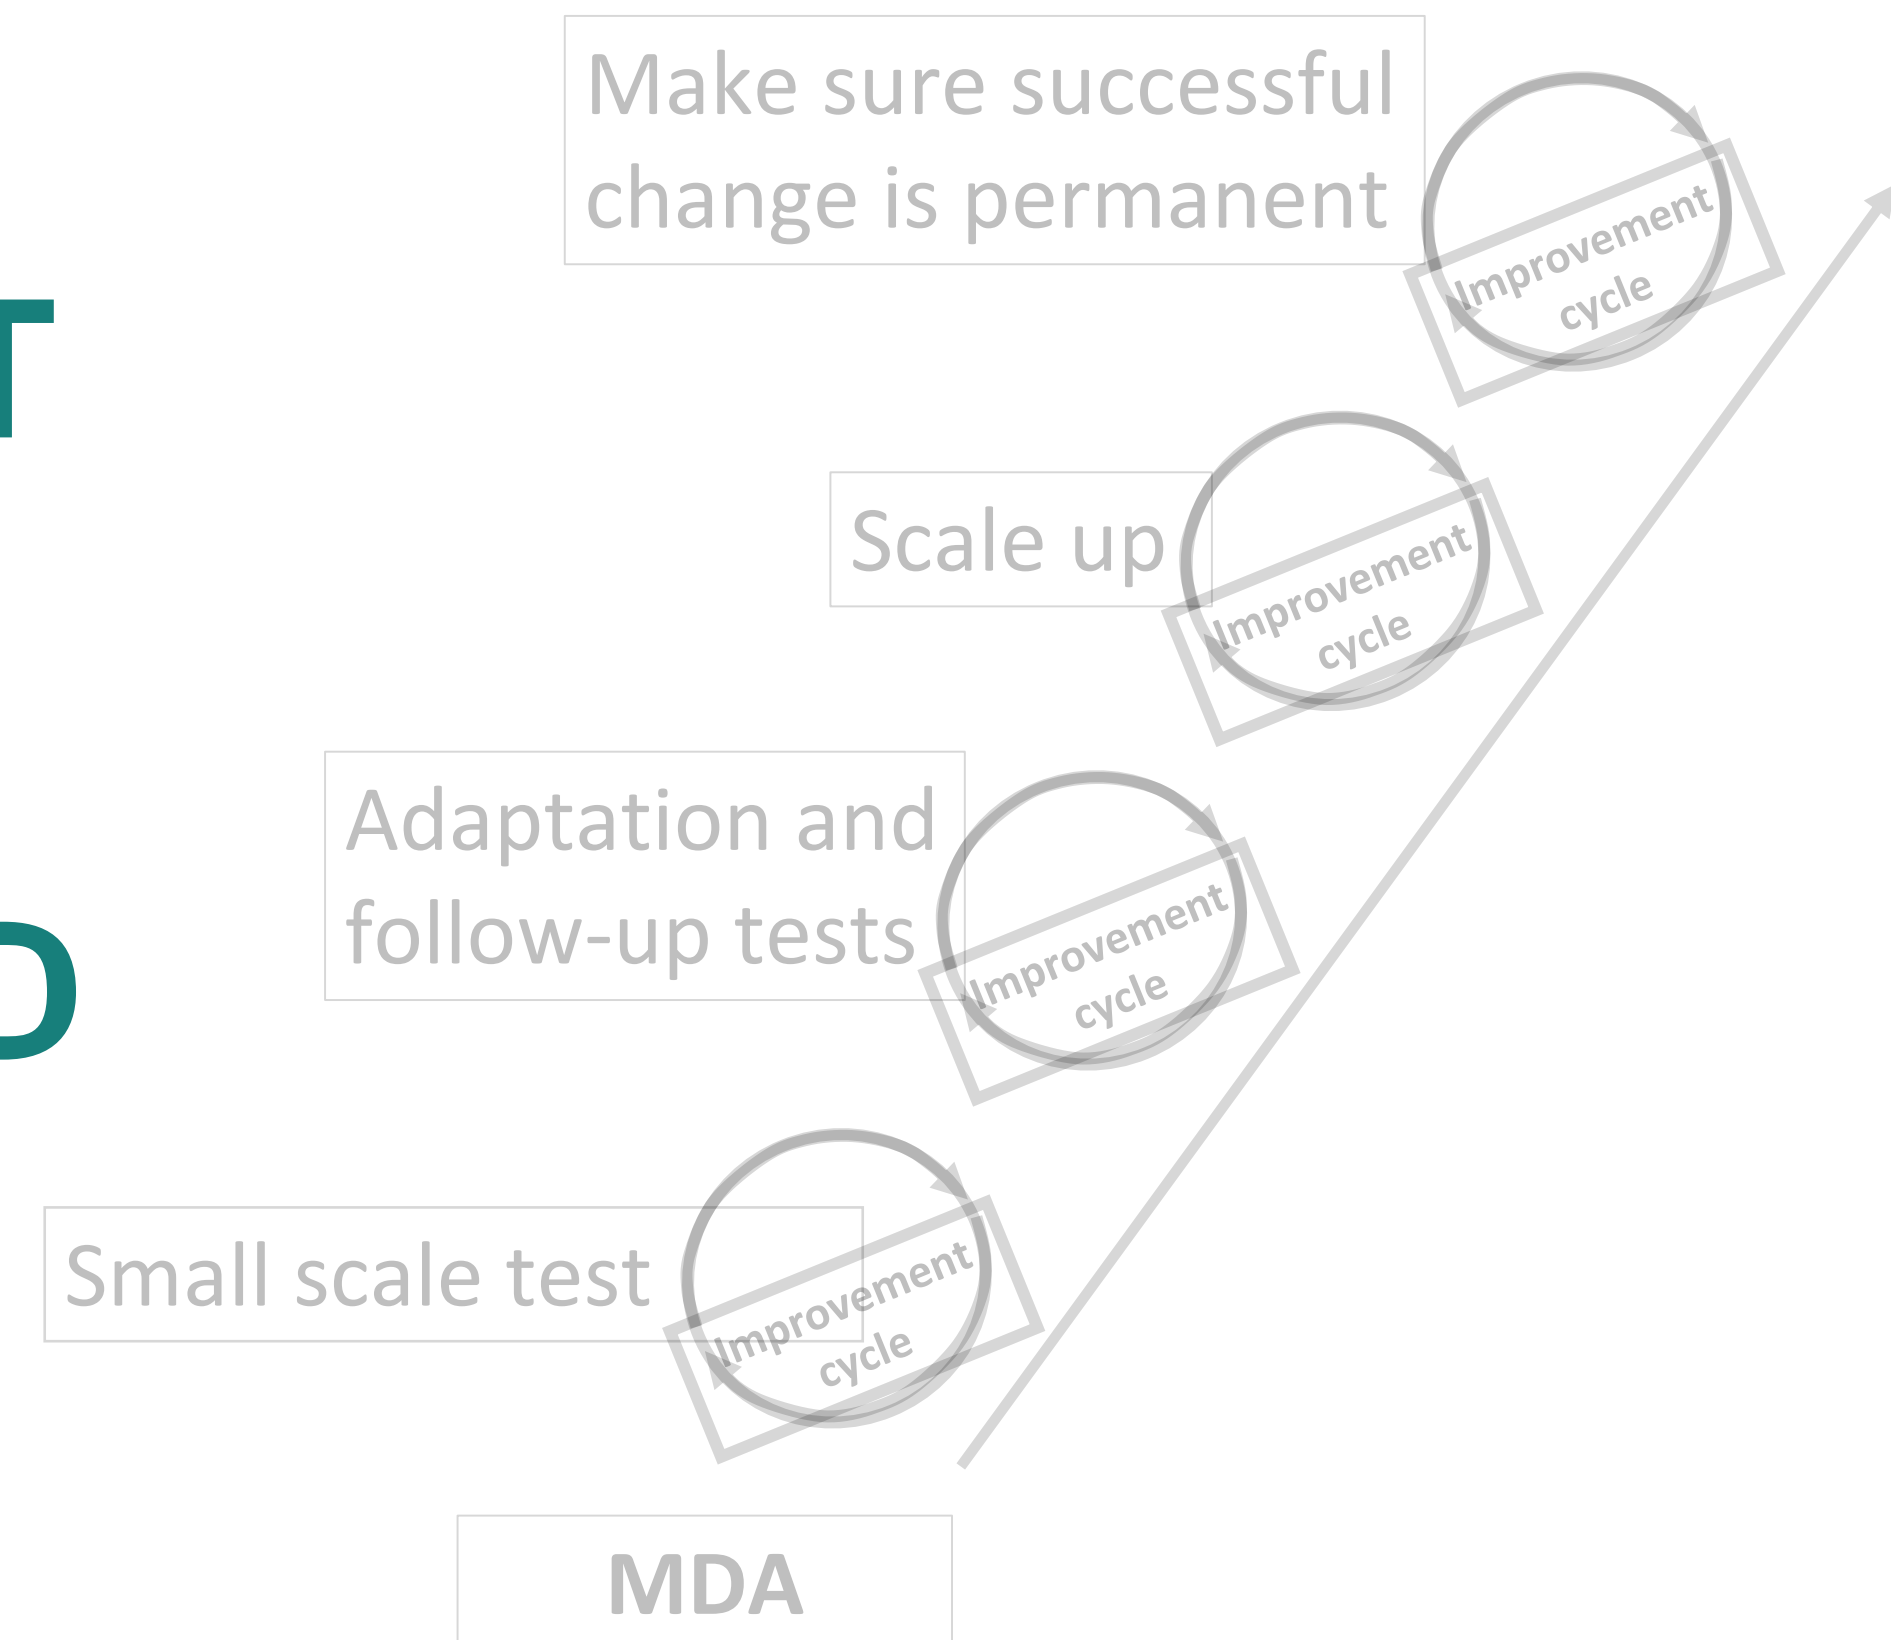 Make sure successful
change is permanent
Improvement
cycle
T
Scale up
Improvement
cycle
Adaptation and
follow-up tests
Improvement
cycle
D
Small scale test
Improvement
cycle
MDA